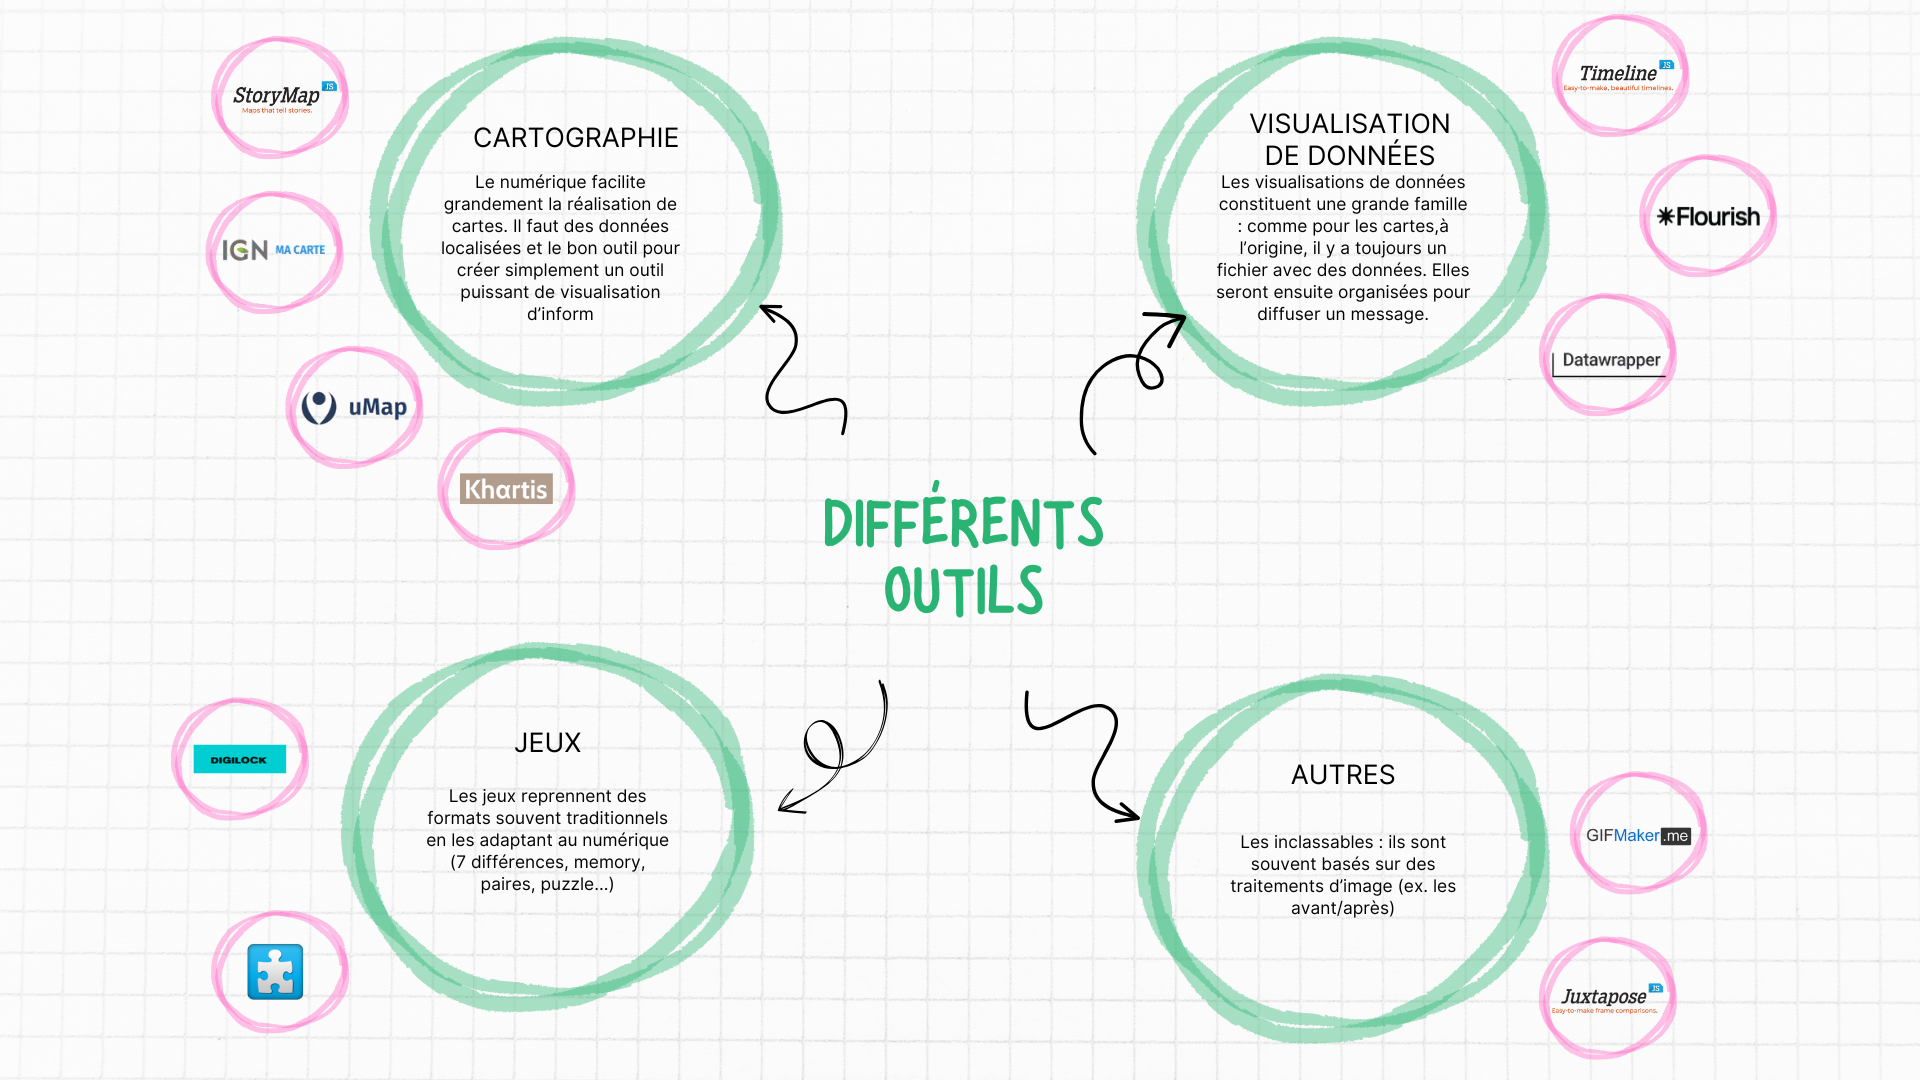 StoryMap JS
Maps that tell stories.
IGN MA CARTE
uMap
Khartis
CARTOGRAPHIE
Le numérique facilite
grandement la réalisation de
cartes. Il faut des données
localisées et le bon outil pour
créer simplement un outil
puissant de visualisation
d’inform
VISUALISATION
DE DONNÉES
Les visualisations de données
constituent une grande famille
: comme pour les cartes,à
l’origine, il y a toujours un
fichier avec des données. Elles
seront ensuite organisées pour
diffuser un message.
Timeline JS
Easy-to-make, beautiful timelines.
Flourish
Datawrapper
DIFFÉRENTS
OUTILS
DIGILOCK
JEUX
Les jeux reprennent des
formats souvent traditionnels
en les adaptant au numérique
(7 différences, memory,
paires, puzzle...)
AUTRES
Les inclassables : ils sont
souvent basés sur des
traitements d’image (ex. les
avant/après)
GIFMaker.me
Juxtapose JS
Easy-to-make frame comparisons.